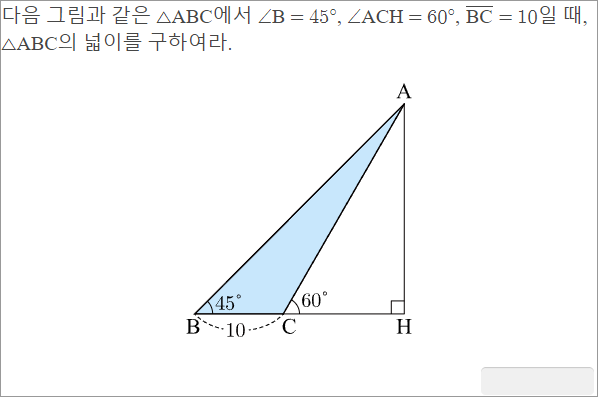 다음 그림과 같은 △ABC에서 ∠B = 45°, ∠ACH = 60°, \overline{BC} = 10일 때,
△ABC의 넓이를 구하여라.
A
45°
60°
B
10
C
H